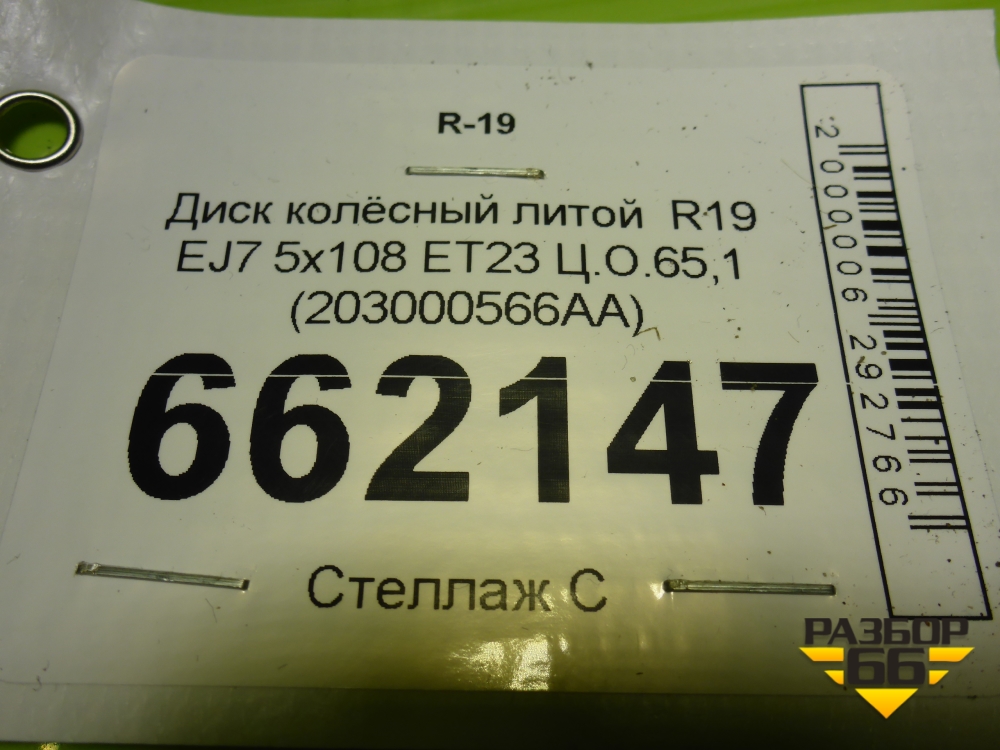 R-19
Диск колёсный литой R19
EJ7 5x108 ET23 Ц.О.65,1
(203000566AA)
662147
Стеллаж С
2000006292766
РАЗБОР
66